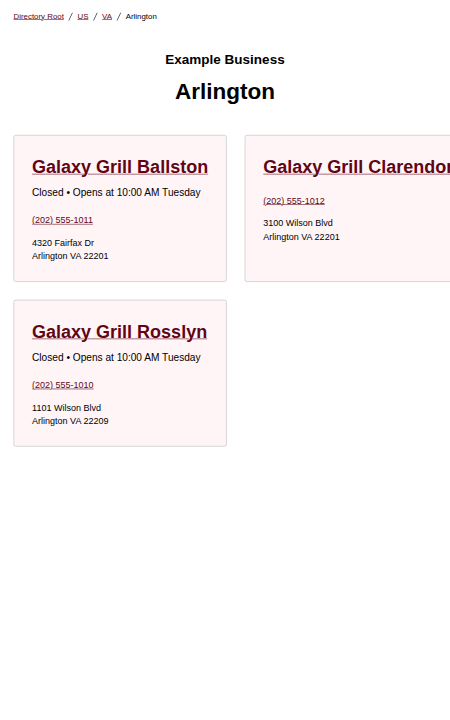 Directory Root / US / VA / Arlington
Example Business
Arlington
Galaxy Grill Ballston
Closed • Opens at 10:00 AM Tuesday
(202) 555-1011
4320 Fairfax Dr
Arlington VA 22201
Galaxy Grill Clarendon
(202) 555-1012
3100 Wilson Blvd
Arlington VA 22201
Galaxy Grill Rosslyn
Closed • Opens at 10:00 AM Tuesday
(202) 555-1010
1101 Wilson Blvd
Arlington VA 22209